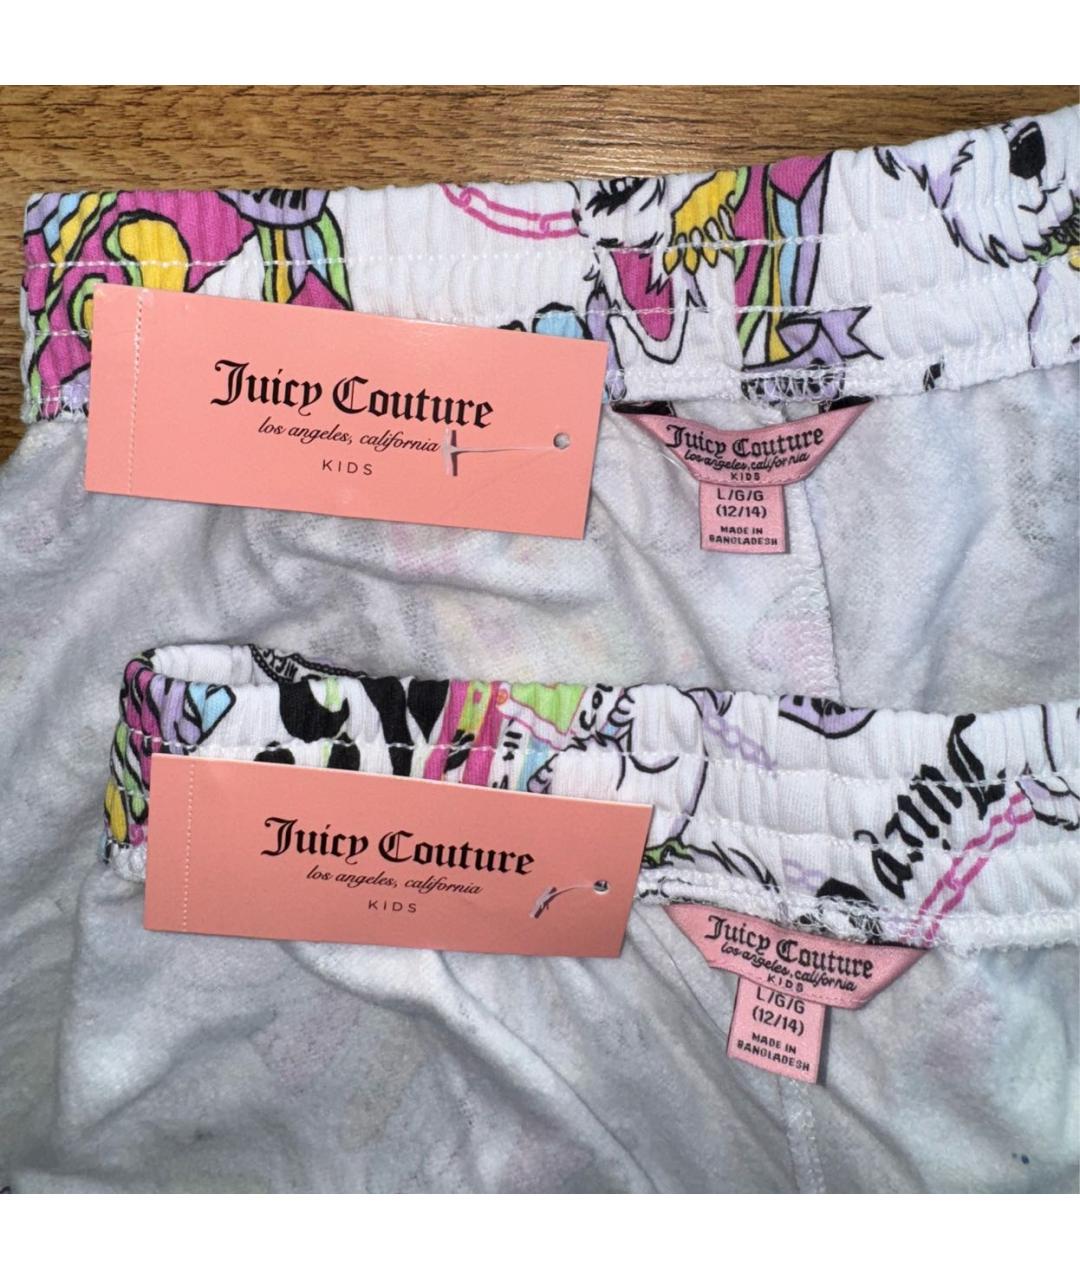 Juicy Couture
los angeles, california
KIDS
Juicy Couture
los angeles, california
KIDS
L/G/G
(12/14)
MADE IN
BANGLADESH
Juicy Couture
los angeles, california
KIDS
Juicy Couture
los angeles, california
KIDS
L/G/G
(12/14)
MADE IN
BANGLADESH